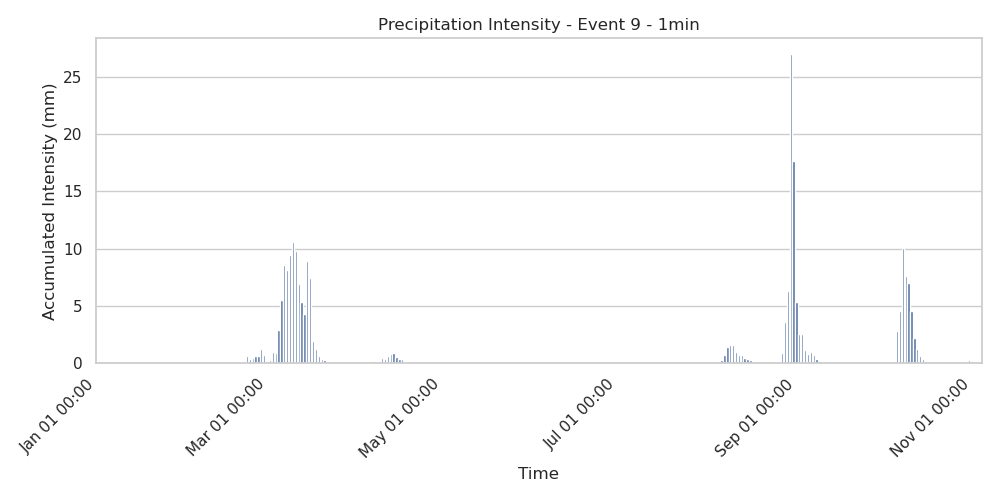 Precipitation Intensity - Event 9 - 1min
Accumulated Intensity (mm)
25
20
15
10
5
0
Jan 01 00:00
Mar 01 00:00
May 01 00:00
Jul 01 00:00
Sep 01 00:00
Nov 01 00:00
Time